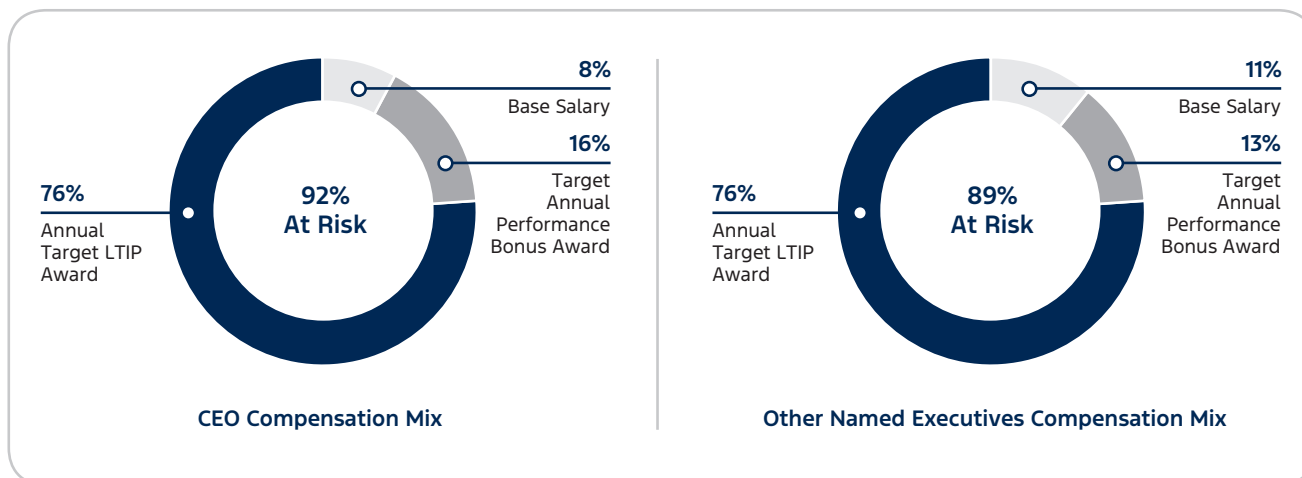 8%
Base Salary
16%
Target
Annual
Performance
Bonus Award
76%
Annual
Target LTIP
Award
92%
At Risk
CEO Compensation Mix
11%
Base Salary
13%
Target
Annual
Performance
Bonus Award
76%
Annual
Target LTIP
Award
89%
At Risk
Other Named Executives Compensation Mix